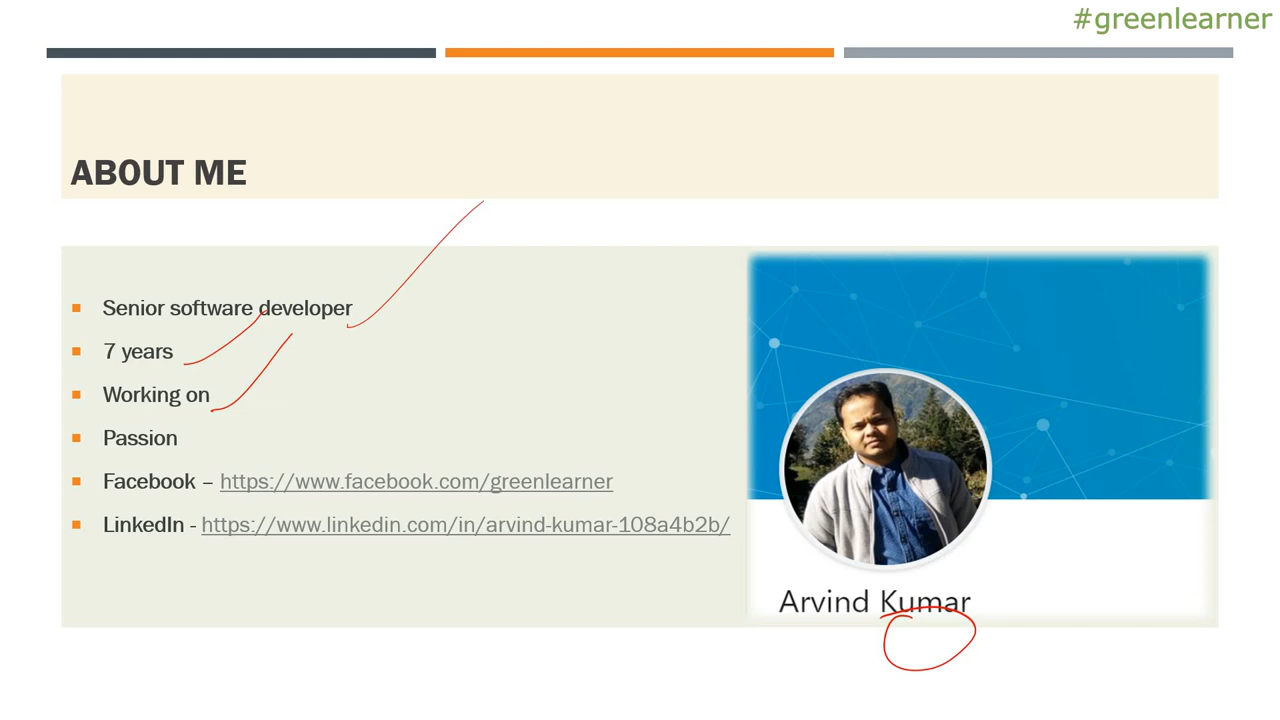 #greenlearner
ABOUT ME
Senior software developer
7 years
Working on
Passion
Facebook – https://www.facebook.com/greenlearner
LinkedIn - https://www.linkedin.com/in/arvind-kumar-108a4b2b/
Arvind Kumar